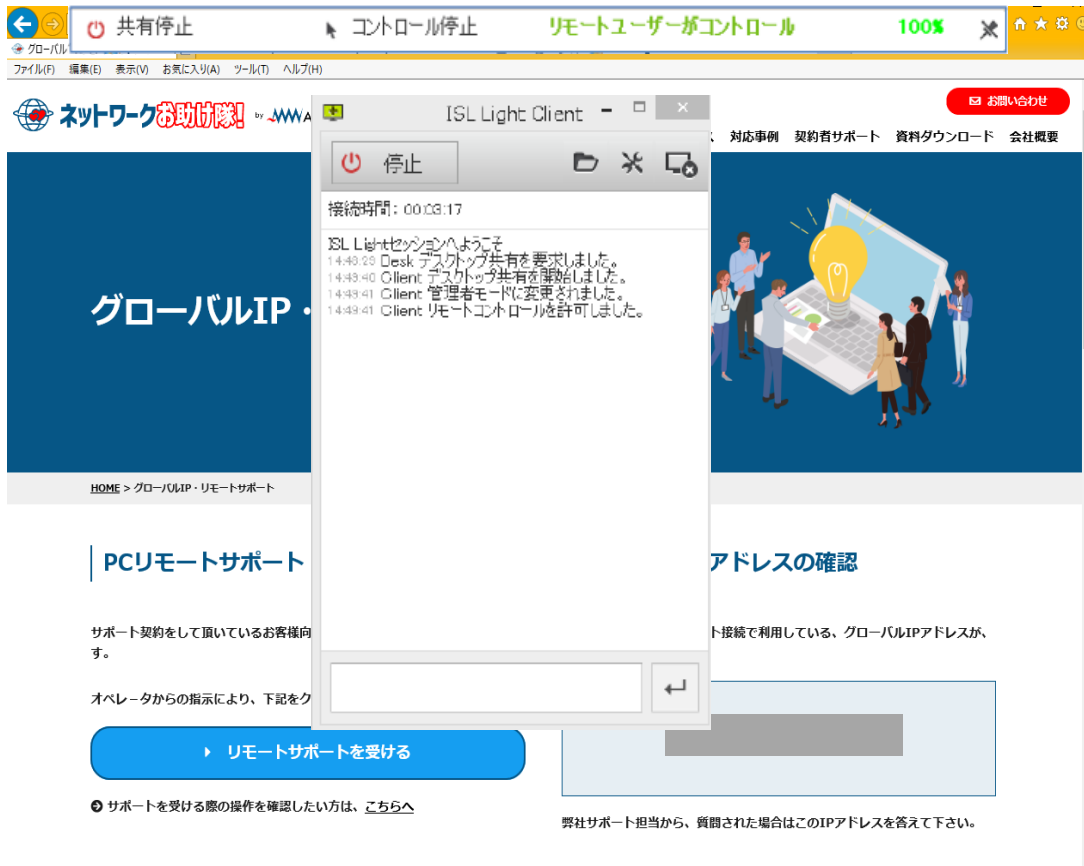 共有停止 コントロール停止 リモートユーザーがコントロール 100%
グローバル
ファイル(F) 編集(E) 表示(V) お気に入り(A) ツール(T) ヘルプ(H)
お問い合わせ
ネットワークお助け隊! by
対応事例 契約者サポート 資料ダウンロード 会社概要
ISL Light Client
停止
接続時間: 00:03:17
ISL Lightセッションへようこそ
14:49:29 Desk デスクトップ共有を要求しました。
14:49:40 Client デスクトップ共有を開始しました。
14:49:41 Client 管理者モードに変更されました。
14:49:41 Client リモートコントロールを許可しました。
グローバルIP・
HOME > グローバルIP・リモートサポート
PCリモートサポート
サポート契約をして頂いているお客様向
す。
オペレータからの指示により、下記をク
リモートサポートを受ける
サポートを受ける際の操作を確認したい方は、こちらへ
アドレスの確認
ト接続で利用している、グローバルIPアドレスが、
弊社サポート担当から、質問された場合はこのIPアドレスを答えて下さい。